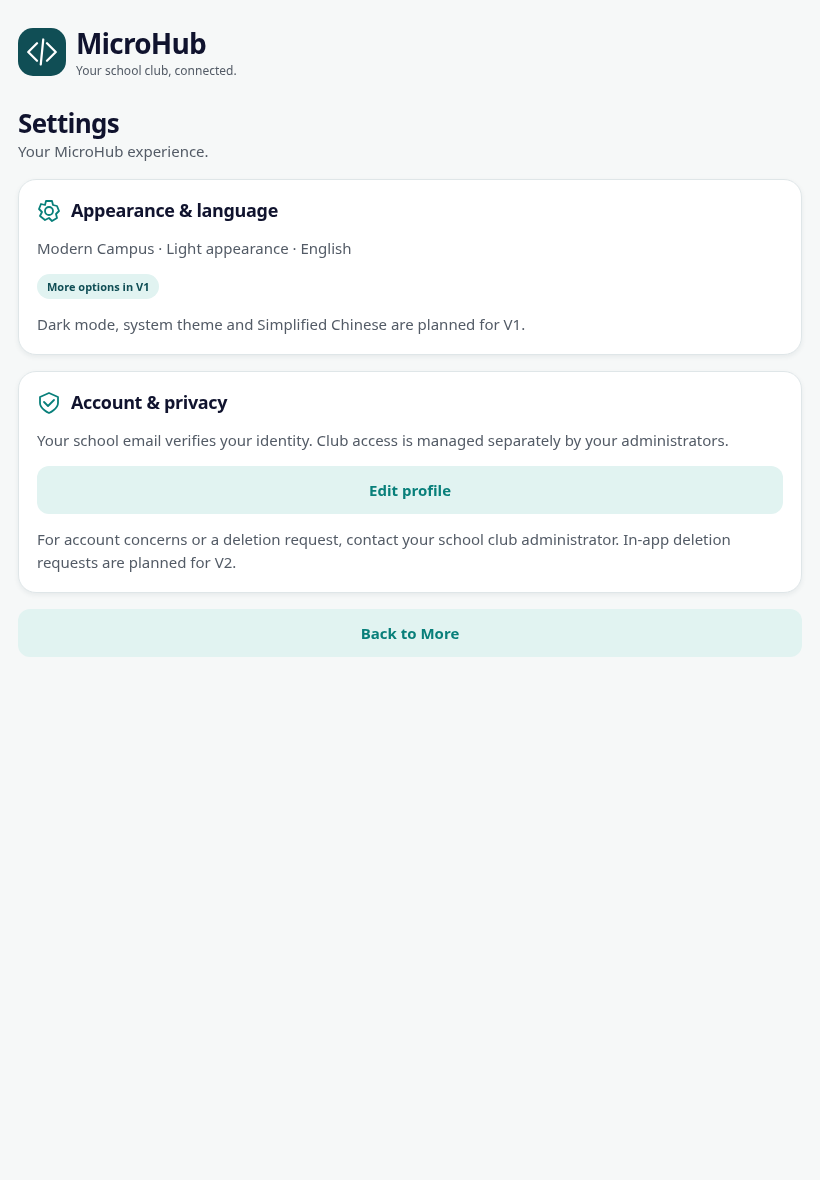 MicroHub
Your school club, connected.
Settings
Your MicroHub experience.
Appearance & language
Modern Campus · Light appearance · English
More options in V1
Dark mode, system theme and Simplified Chinese are planned for V1.
Account & privacy
Your school email verifies your identity. Club access is managed separately by your administrators.
Edit profile
For account concerns or a deletion request, contact your school club administrator. In-app deletion
requests are planned for V2.
Back to More